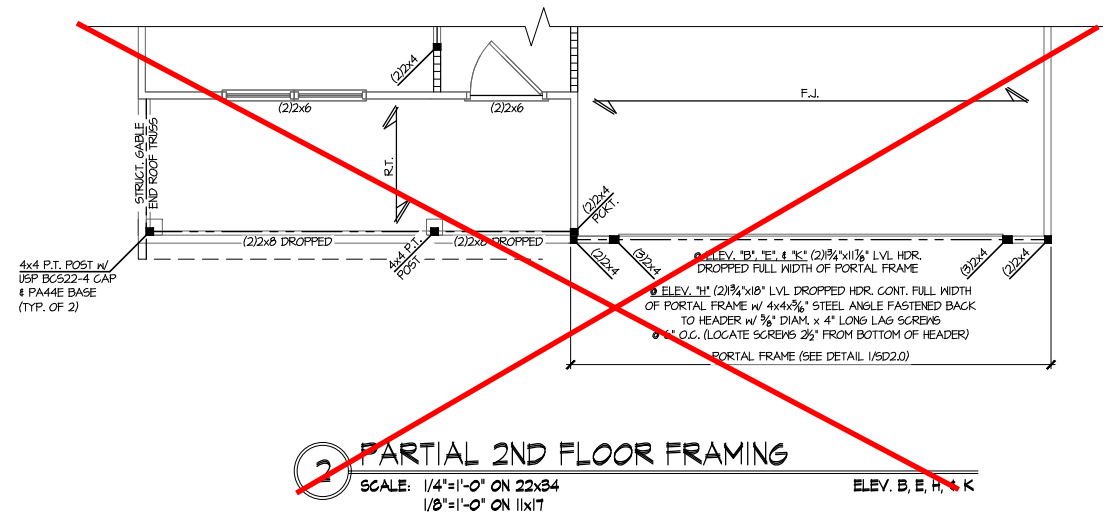 (2)2x4
(2)2x6
(2)2x6
F.J.
STRUCT. GABLE
END ROOF TRUSS
R.T.
(2)2x4
PORT.
(2)2x8 DROPPED
4x4 P.T.
POST
(2)2x8 DROPPED
(2)2x4
(3)2x4
(3)2x4
(2)2x4
4x4 P.T. POST W/
USP BCS22-4 CAP
& PA44E BASE
(TYP. OF 2)
@ ELEV. "B", "E", & "K" (2)1¾"x11⅞" LVL HDR.
DROPPED FULL WIDTH OF PORTAL FRAME
@ ELEV. "H" (2)1¾"x18" LVL DROPPED HDR. CONT. FULL WIDTH
OF PORTAL FRAME W/ 4x4x5/16" STEEL ANGLE FASTENED BACK
TO HEADER W/ ⅝" DIAM. x 4" LONG LAG SCREWS
@ 6" O.C. (LOCATE SCREWS 2½" FROM BOTTOM OF HEADER)
PORTAL FRAME (SEE DETAIL 1/SD2.0)
2
PARTIAL 2ND FLOOR FRAMING
SCALE: 1/4"=1'-0" ON 22x34
1/8"=1'-0" ON 11x17
ELEV. B, E, H, & K